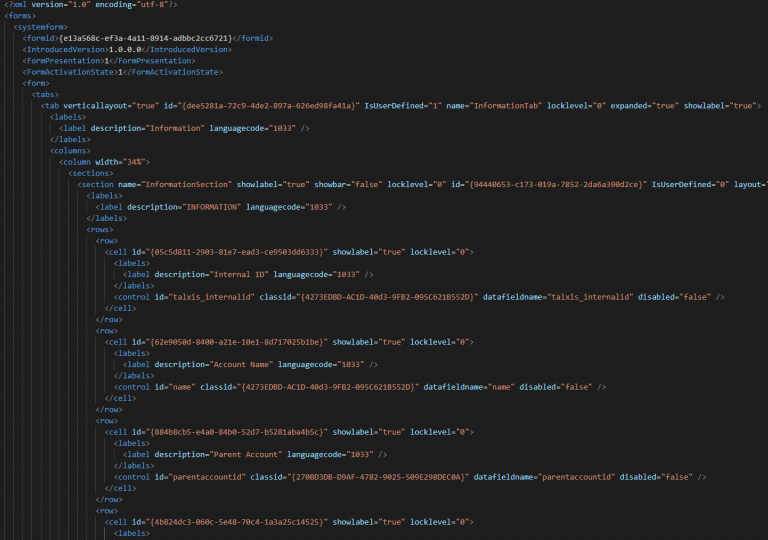 <?xml version="1.0" encoding="utf-8"?>
<forms>
<systemform>
<formid>{e13a568c-ef3a-4a11-8914-adbbc2cc6721}</formid>
<IntroducedVersion>1.0.0.0</IntroducedVersion>
<FormPresentation>1</FormPresentation>
<FormActivationState>1</FormActivationState>
<form>
<tabs>
<tab verticallayout="true" id="{dee5281a-72c9-4de2-897a-626ed98fa41a}" IsUserDefined="1" name="InformationTab" locklevel="0" expanded="true" showlabel="true">
<labels>
<label description="Information" languagecode="1033" />
</labels>
<columns>
<column width="34%">
<sections>
<section name="InformationSection" showlabel="true" showbar="false" locklevel="0" id="{94440653-c173-019a-7852-2da6a390d2ce}" IsUserDefined="0" layout="
<labels>
<label description="INFORMATION" languagecode="1033" />
</labels>
<rows>
<row>
<cell id="{05c5d811-2903-81e7-ead3-ce9503dd6333}" showlabel="true" locklevel="0">
<labels>
<label description="Internal ID" languagecode="1033" />
</labels>
<control id="talxis_internalid" classid="{4273EDBD-AC1D-40d3-9FB2-095C621B552D}" datafieldname="talxis_internalid" disabled="false" />
</cell>
</row>
<row>
<cell id="{62e9050d-8400-a21e-10e1-8d717025b1be}" showlabel="true" locklevel="0">
<labels>
<label description="Account Name" languagecode="1033" />
</labels>
<control id="name" classid="{4273EDBD-AC1D-40d3-9FB2-095C621B552D}" datafieldname="name" disabled="false" />
</cell>
</row>
<row>
<cell id="{884b8cb5-e4a0-84b0-52d7-b5281aba4b5c}" showlabel="true" locklevel="0">
<labels>
<label description="Parent Account" languagecode="1033" />
</labels>
<control id="parentaccountid" classid="{270BD3DB-D9AF-4782-9025-509E298DEC0A}" datafieldname="parentaccountid" disabled="false" />
</cell>
</row>
<row>
<cell id="{4b824dc3-060c-5e48-70c4-1a3a25c14525}" showlabel="true" locklevel="0">
<labels>